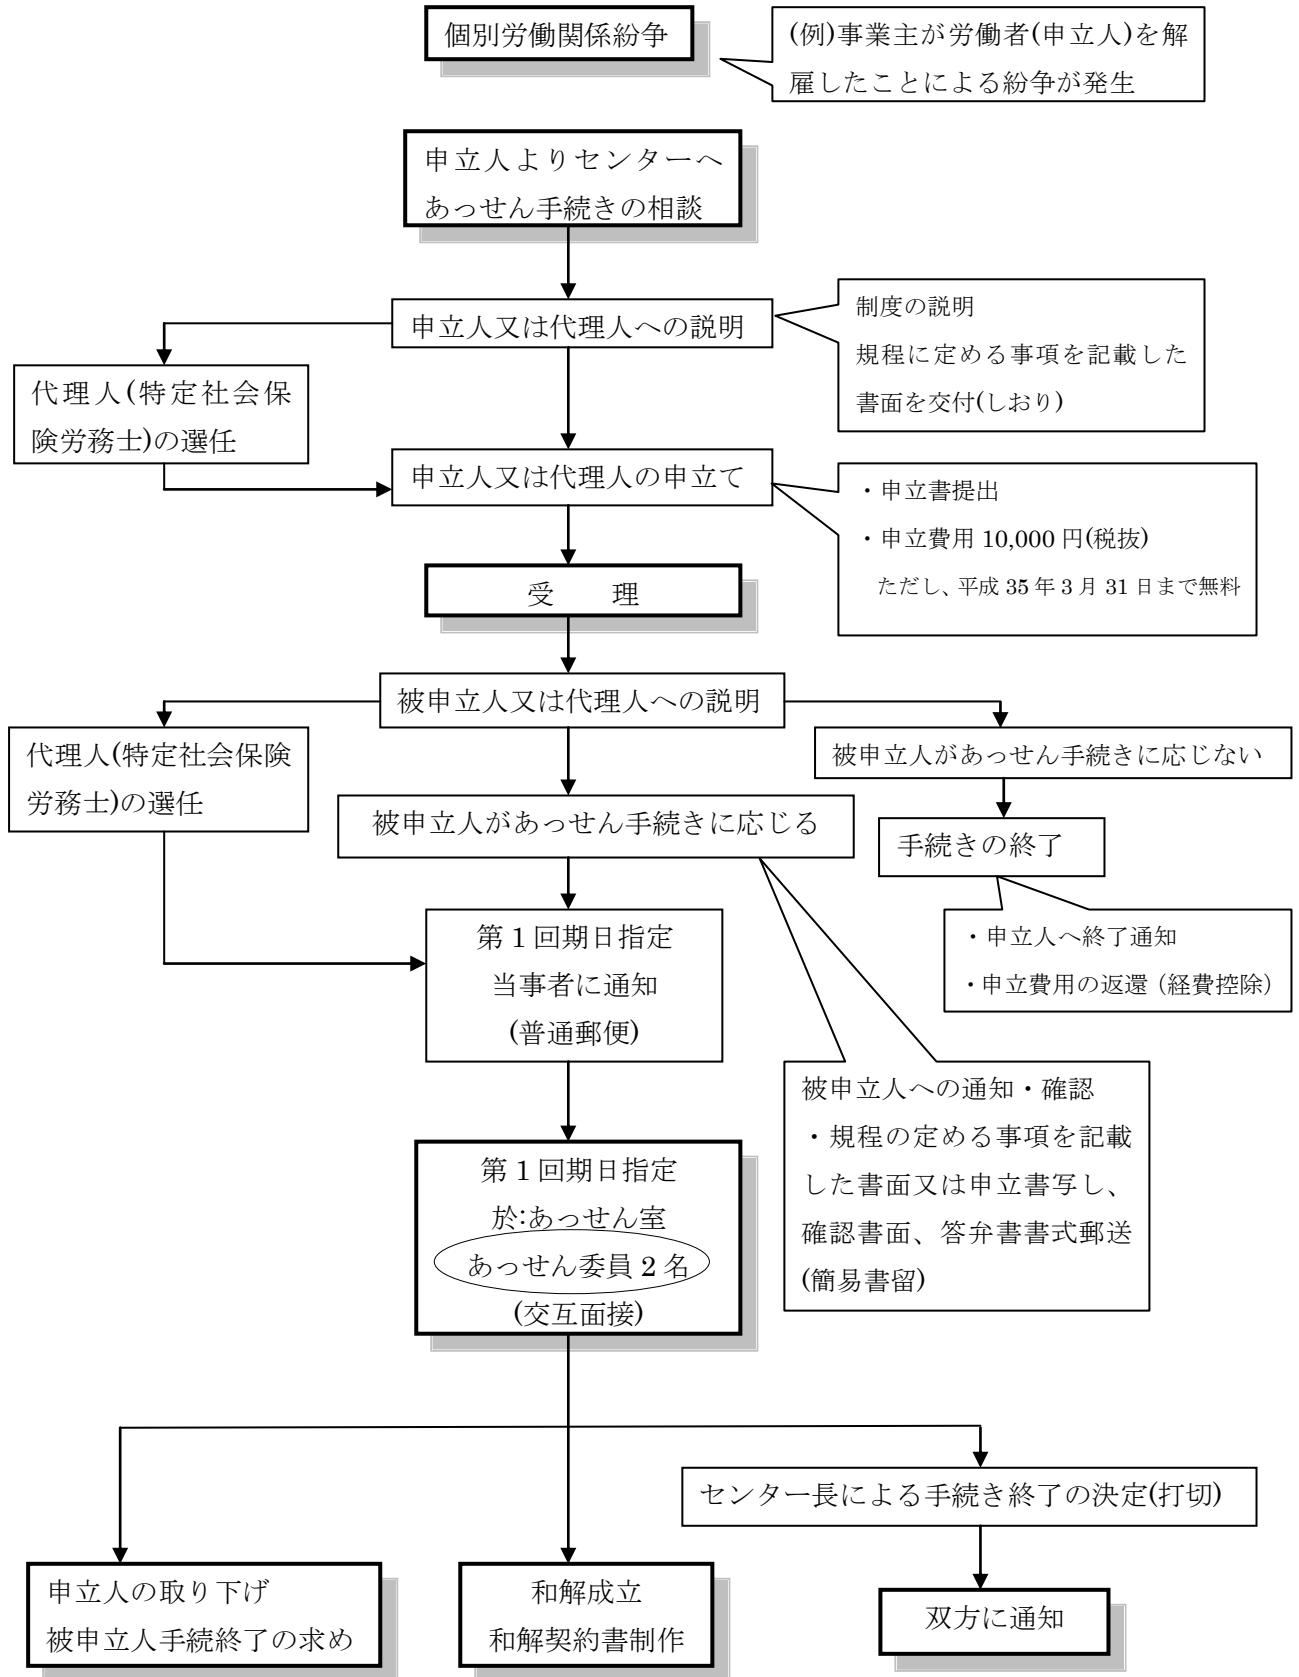 個別労働関係紛争
(例)事業主が労働者(申立人)を解
雇したことによる紛争が発生
申立人よりセンターへ
あっせん手続きの相談
申立人又は代理人への説明
制度の説明
規程に定める事項を記載した
書面を交付(しおり)
代理人(特定社会保
険労務士)の選任
申立人又は代理人の申立て
・申立書提出
・申立費用 10,000 円(税抜)
ただし、平成 35 年 3 月 31 日まで無料
受　理
被申立人又は代理人への説明
代理人(特定社会保険
労務士)の選任
被申立人があっせん手続きに応じない
被申立人があっせん手続きに応じる
手続きの終了
・申立人へ終了通知
・申立費用の返還（経費控除）
第 1 回期日指定
当事者に通知
(普通郵便)
被申立人への通知・確認
・規程の定める事項を記載
した書面又は申立書写し、
確認書面、答弁書書式郵送
(簡易書留)
第 1 回期日指定
於:あっせん室
あっせん委員 2 名
(交互面接)
センター長による手続き終了の決定(打切)
申立人の取り下げ
被申立人手続終了の求め
和解成立
和解契約書制作
双方に通知